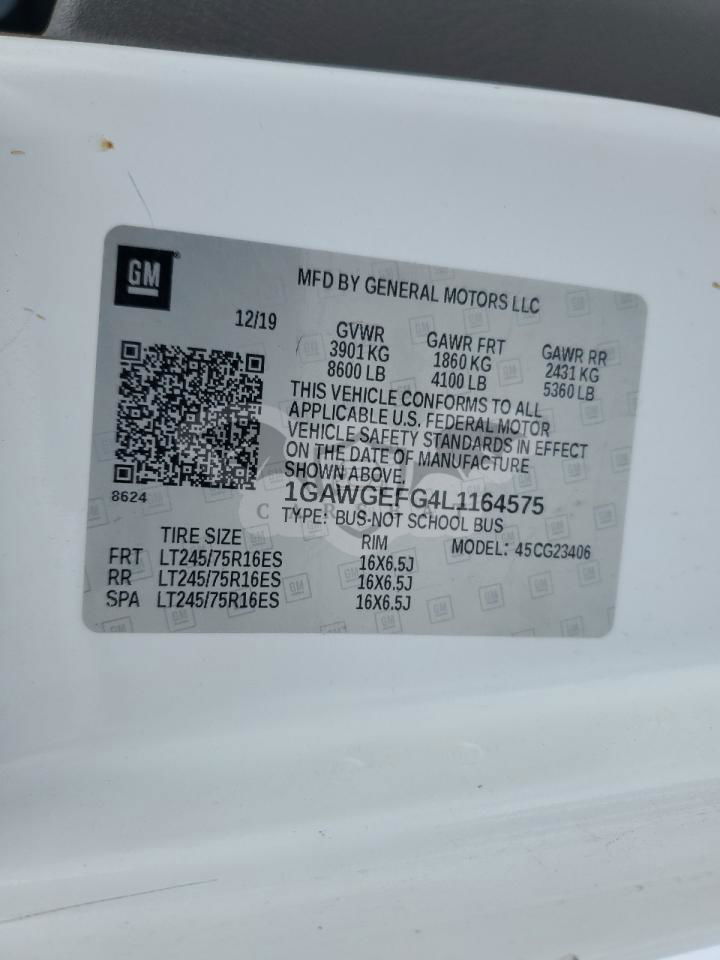 GM
MFD BY GENERAL MOTORS LLC
12/19
GVWR GAWR FRT GAWR RR
3901 KG 1860 KG 2431 KG
8600 LB 4100 LB 5360 LB
THIS VEHICLE CONFORMS TO ALL
APPLICABLE U.S. FEDERAL MOTOR
VEHICLE SAFETY STANDARDS IN EFFECT
ON THE DATE OF MANUFACTURE
SHOWN ABOVE.
8624
1GAWGEFG4L1164575
TYPE: BUS-NOT SCHOOL BUS
TIRE SIZE RIM MODEL: 45CG23406
FRT LT245/75R16ES 16X6.5J
RR LT245/75R16ES 16X6.5J
SPA LT245/75R16ES 16X6.5J